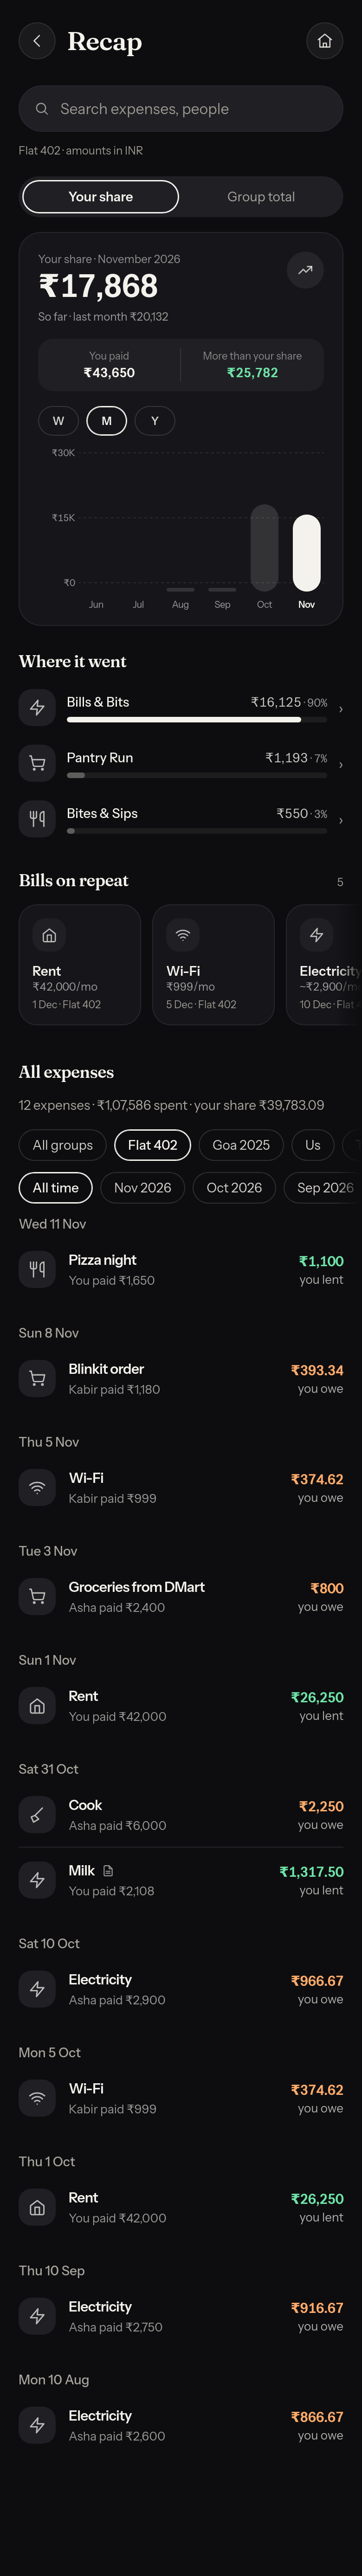 Recap
Search expenses, people
Flat 402 · amounts in INR
Your share
Group total
Your share · November 2026
₹17,868
So far · last month ₹20,132
You paid
₹43,650
More than your share
₹25,782
W
M
Y
₹30K
₹15K
₹0
Jun
Jul
Aug
Sep
Oct
Nov
Where it went
Bills & Bits
₹16,125 · 90%
Pantry Run
₹1,193 · 7%
Bites & Sips
₹550 · 3%
Bills on repeat
5
Rent
₹42,000/mo
1 Dec · Flat 402
Wi-Fi
₹999/mo
5 Dec · Flat 402
Electricity
~₹2,900/m
10 Dec · Flat
All expenses
12 expenses · ₹1,07,586 spent · your share ₹39,783.09
All groups
Flat 402
Goa 2025
Us
All time
Nov 2026
Oct 2026
Sep 2026
Wed 11 Nov
Pizza night
₹1,100
You paid ₹1,650
you lent
Sun 8 Nov
Blinkit order
₹393.34
Kabir paid ₹1,180
you owe
Thu 5 Nov
Wi-Fi
₹374.62
Kabir paid ₹999
you owe
Tue 3 Nov
Groceries from DMart
₹800
Asha paid ₹2,400
you owe
Sun 1 Nov
Rent
₹26,250
You paid ₹42,000
you lent
Sat 31 Oct
Cook
₹2,250
Asha paid ₹6,000
you owe
Milk
₹1,317.50
You paid ₹2,108
you lent
Sat 10 Oct
Electricity
₹966.67
Asha paid ₹2,900
you owe
Mon 5 Oct
Wi-Fi
₹374.62
Kabir paid ₹999
you owe
Thu 1 Oct
Rent
₹26,250
You paid ₹42,000
you lent
Thu 10 Sep
Electricity
₹916.67
Asha paid ₹2,750
you owe
Mon 10 Aug
Electricity
₹866.67
Asha paid ₹2,600
you owe